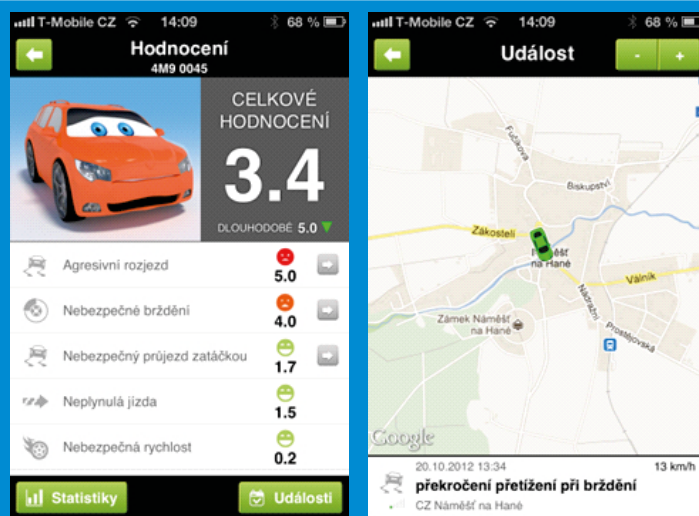 T-Mobile CZ 14:09 68 %
Hodnocení
4M9 0045
CELKOVÉ
HODNOCENÍ
3.4
DLOUHODOBÉ 5.0
Agresivní rozjezd
5.0
Nebezpečné brždění
4.0
Nebezpečný průjezd zatáčkou
1.7
Neplynulá jízda
1.5
Nebezpečná rychlost
0.2
Statistiky
Události
T-Mobile CZ 14:09 68 %
Událost
- +
Fučíkova
Biskupství
Zákostelí
na Hané
Válník
Nádražní
Zámek Náměšť
na Hané
Prostějovská
Google
20.10.2012 13:34 13 km/h
překročení přetížení při brždění
CZ Náměšť na Hané